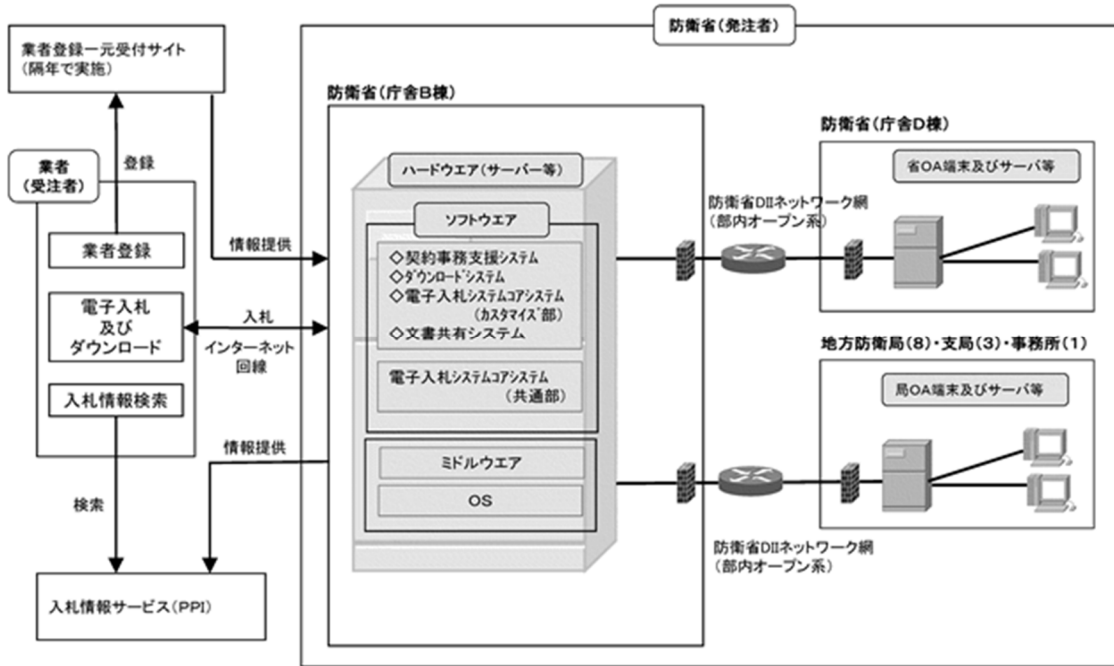 防衛省(発注者)
業者登録一元受付サイト
(隔年で実施)
防衛省(庁舎B棟)
防衛省(庁舎D棟)
業者
(受注者)
登録
ハードウエア(サーバー等)
省OA端末及びサーバ等
防衛省DIIネットワーク網
(部内オープン系)
ソフトウエア
業者登録
情報提供
◇契約事務支援システム
◇ダウンロードシステム
◇電子入札システムコアシステム
(カスタマイズ部)
◇文書共有システム
電子入札
及び
ダウンロード
入札
インターネット
回線
地方防衛局(8)・支局(3)・事務所(1)
電子入札システムコアシステム
(共通部)
局OA端末及びサーバ等
入札情報検索
情報提供
ミドルウエア
OS
検索
防衛省DIIネットワーク網
(部内オープン系)
入札情報サービス(PPI)